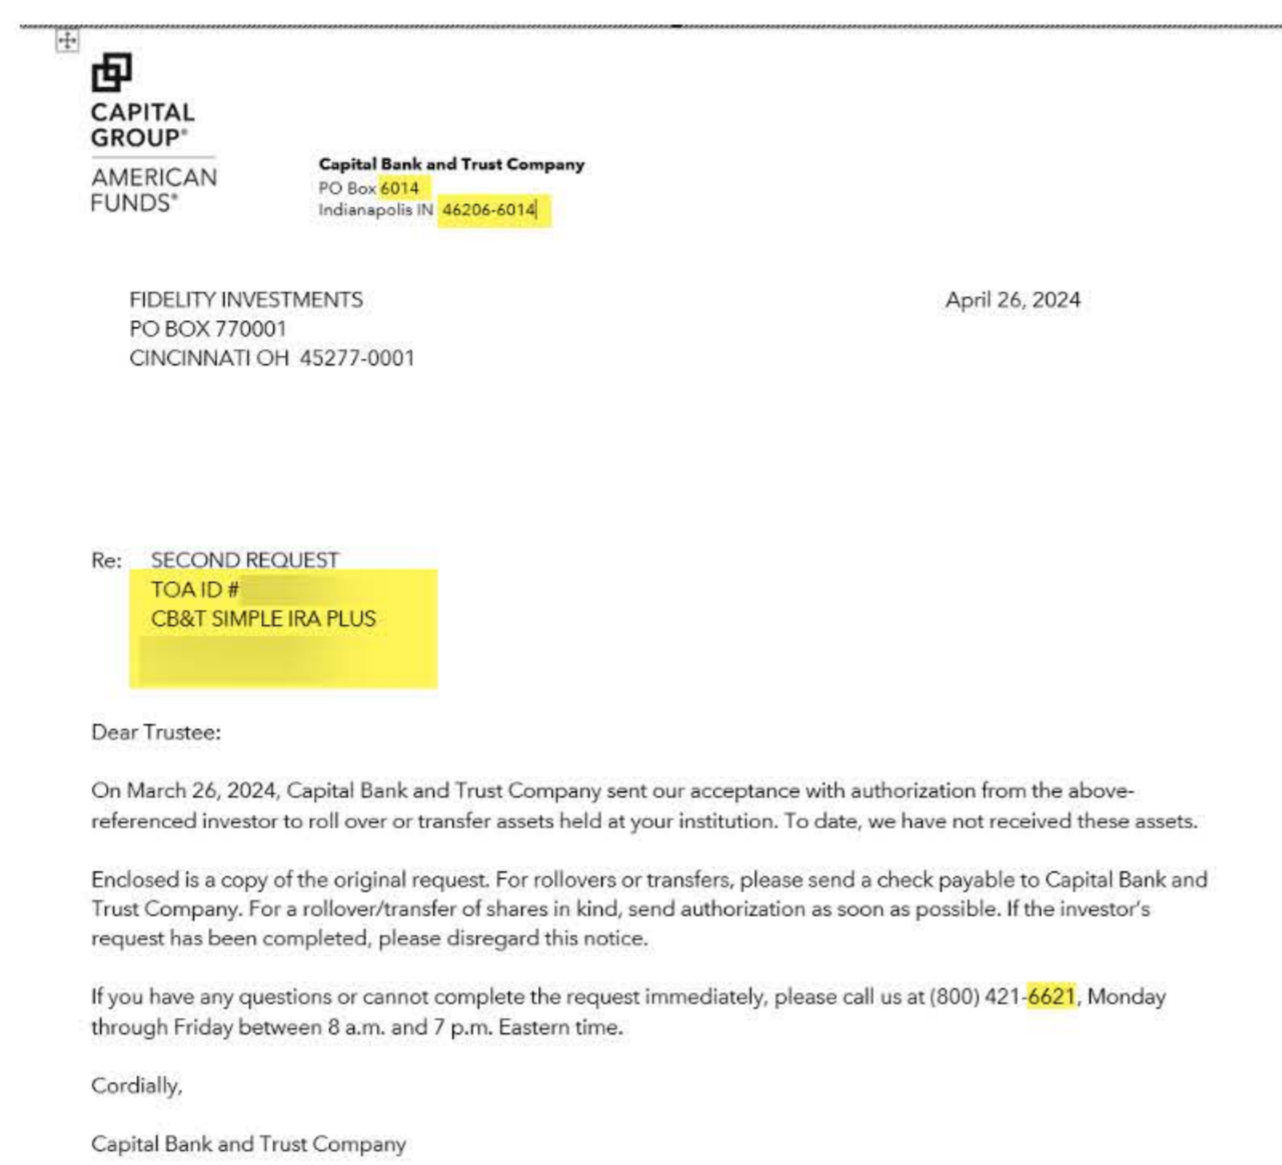 CAPITAL
GROUP®
AMERICAN
FUNDS®
Capital Bank and Trust Company
PO Box 6014
Indianapolis IN 46206-6014
FIDELITY INVESTMENTS
April 26, 2024
PO BOX 770001
CINCINNATI OH 45277-0001
Re: SECOND REQUEST
TOA ID #
CB&T SIMPLE IRA PLUS
Dear Trustee:
On March 26, 2024, Capital Bank and Trust Company sent our acceptance with authorization from the above-
referenced investor to roll over or transfer assets held at your institution. To date, we have not received these assets.
Enclosed is a copy of the original request. For rollovers or transfers, please send a check payable to Capital Bank and
Trust Company. For a rollover/transfer of shares in kind, send authorization as soon as possible. If the investor's
request has been completed, please disregard this notice.
If you have any questions or cannot complete the request immediately, please call us at (800) 421-6621, Monday
through Friday between 8 a.m. and 7 p.m. Eastern time.
Cordially,
Capital Bank and Trust Company